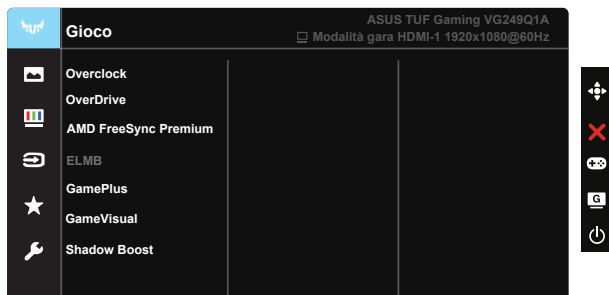 Gioco
ASUS TUF Gaming VG249Q1A
Modalità gara HDMI-1 1920x1080@60Hz
Overclock
OverDrive
AMD FreeSync Premium
ELMB
GamePlus
GameVisual
Shadow Boost
G